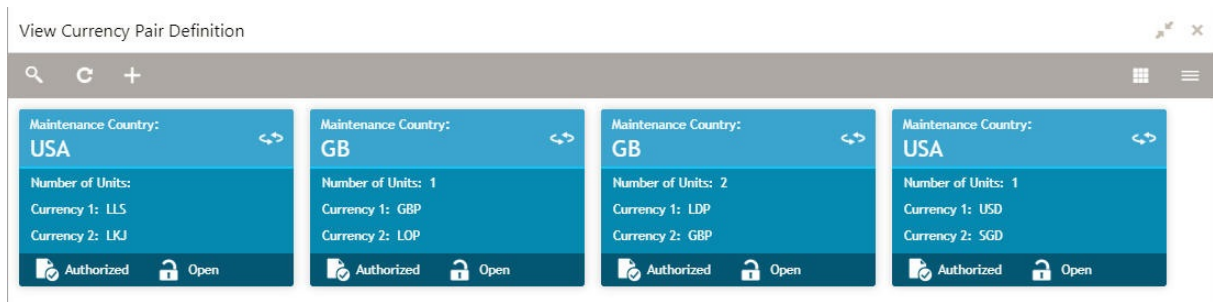 View Currency Pair Definition
Maintenance Country:
USA
Number of Units:
Currency 1: LLS
Currency 2: LKJ
Authorized Open
Maintenance Country:
GB
Number of Units: 1
Currency 1: GBP
Currency 2: LOP
Authorized Open
Maintenance Country:
GB
Number of Units: 2
Currency 1: LDP
Currency 2: GBP
Authorized Open
Maintenance Country:
USA
Number of Units: 1
Currency 1: USD
Currency 2: SGD
Authorized Open